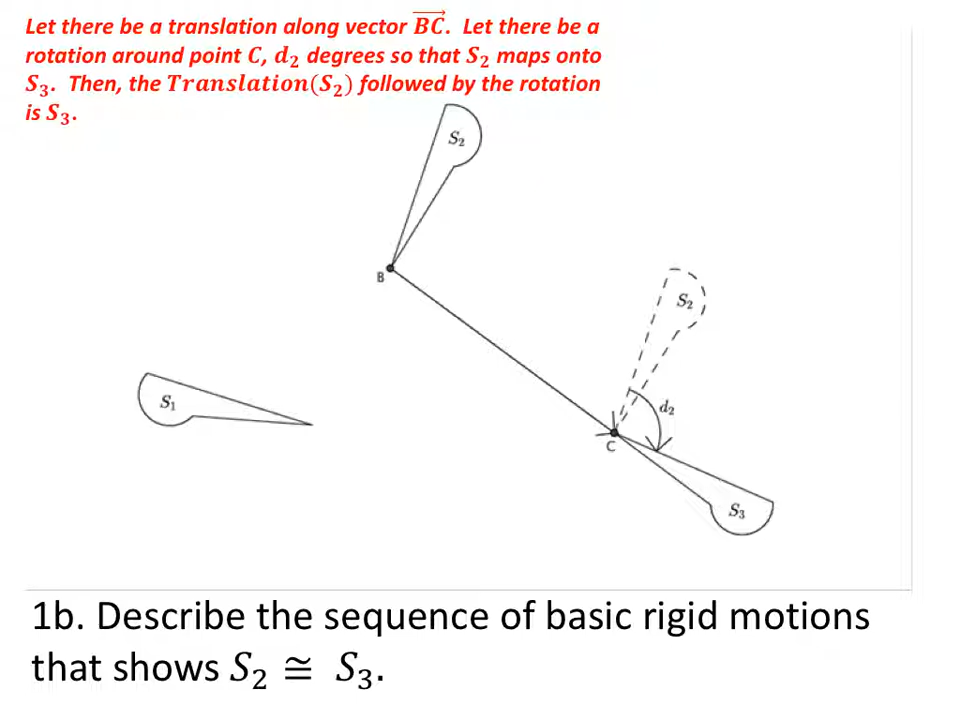 Let there be a translation along vector $\overrightarrow{BC}$. Let there be a
rotation around point C, d₂ degrees so that S₂ maps onto
S₃. Then, the Translation(S₂) followed by the rotation
is S₃.
S₂
B
S₂
S₁
d₂
C
S₃
1b. Describe the sequence of basic rigid motions
that shows S₂ ≅ S₃.